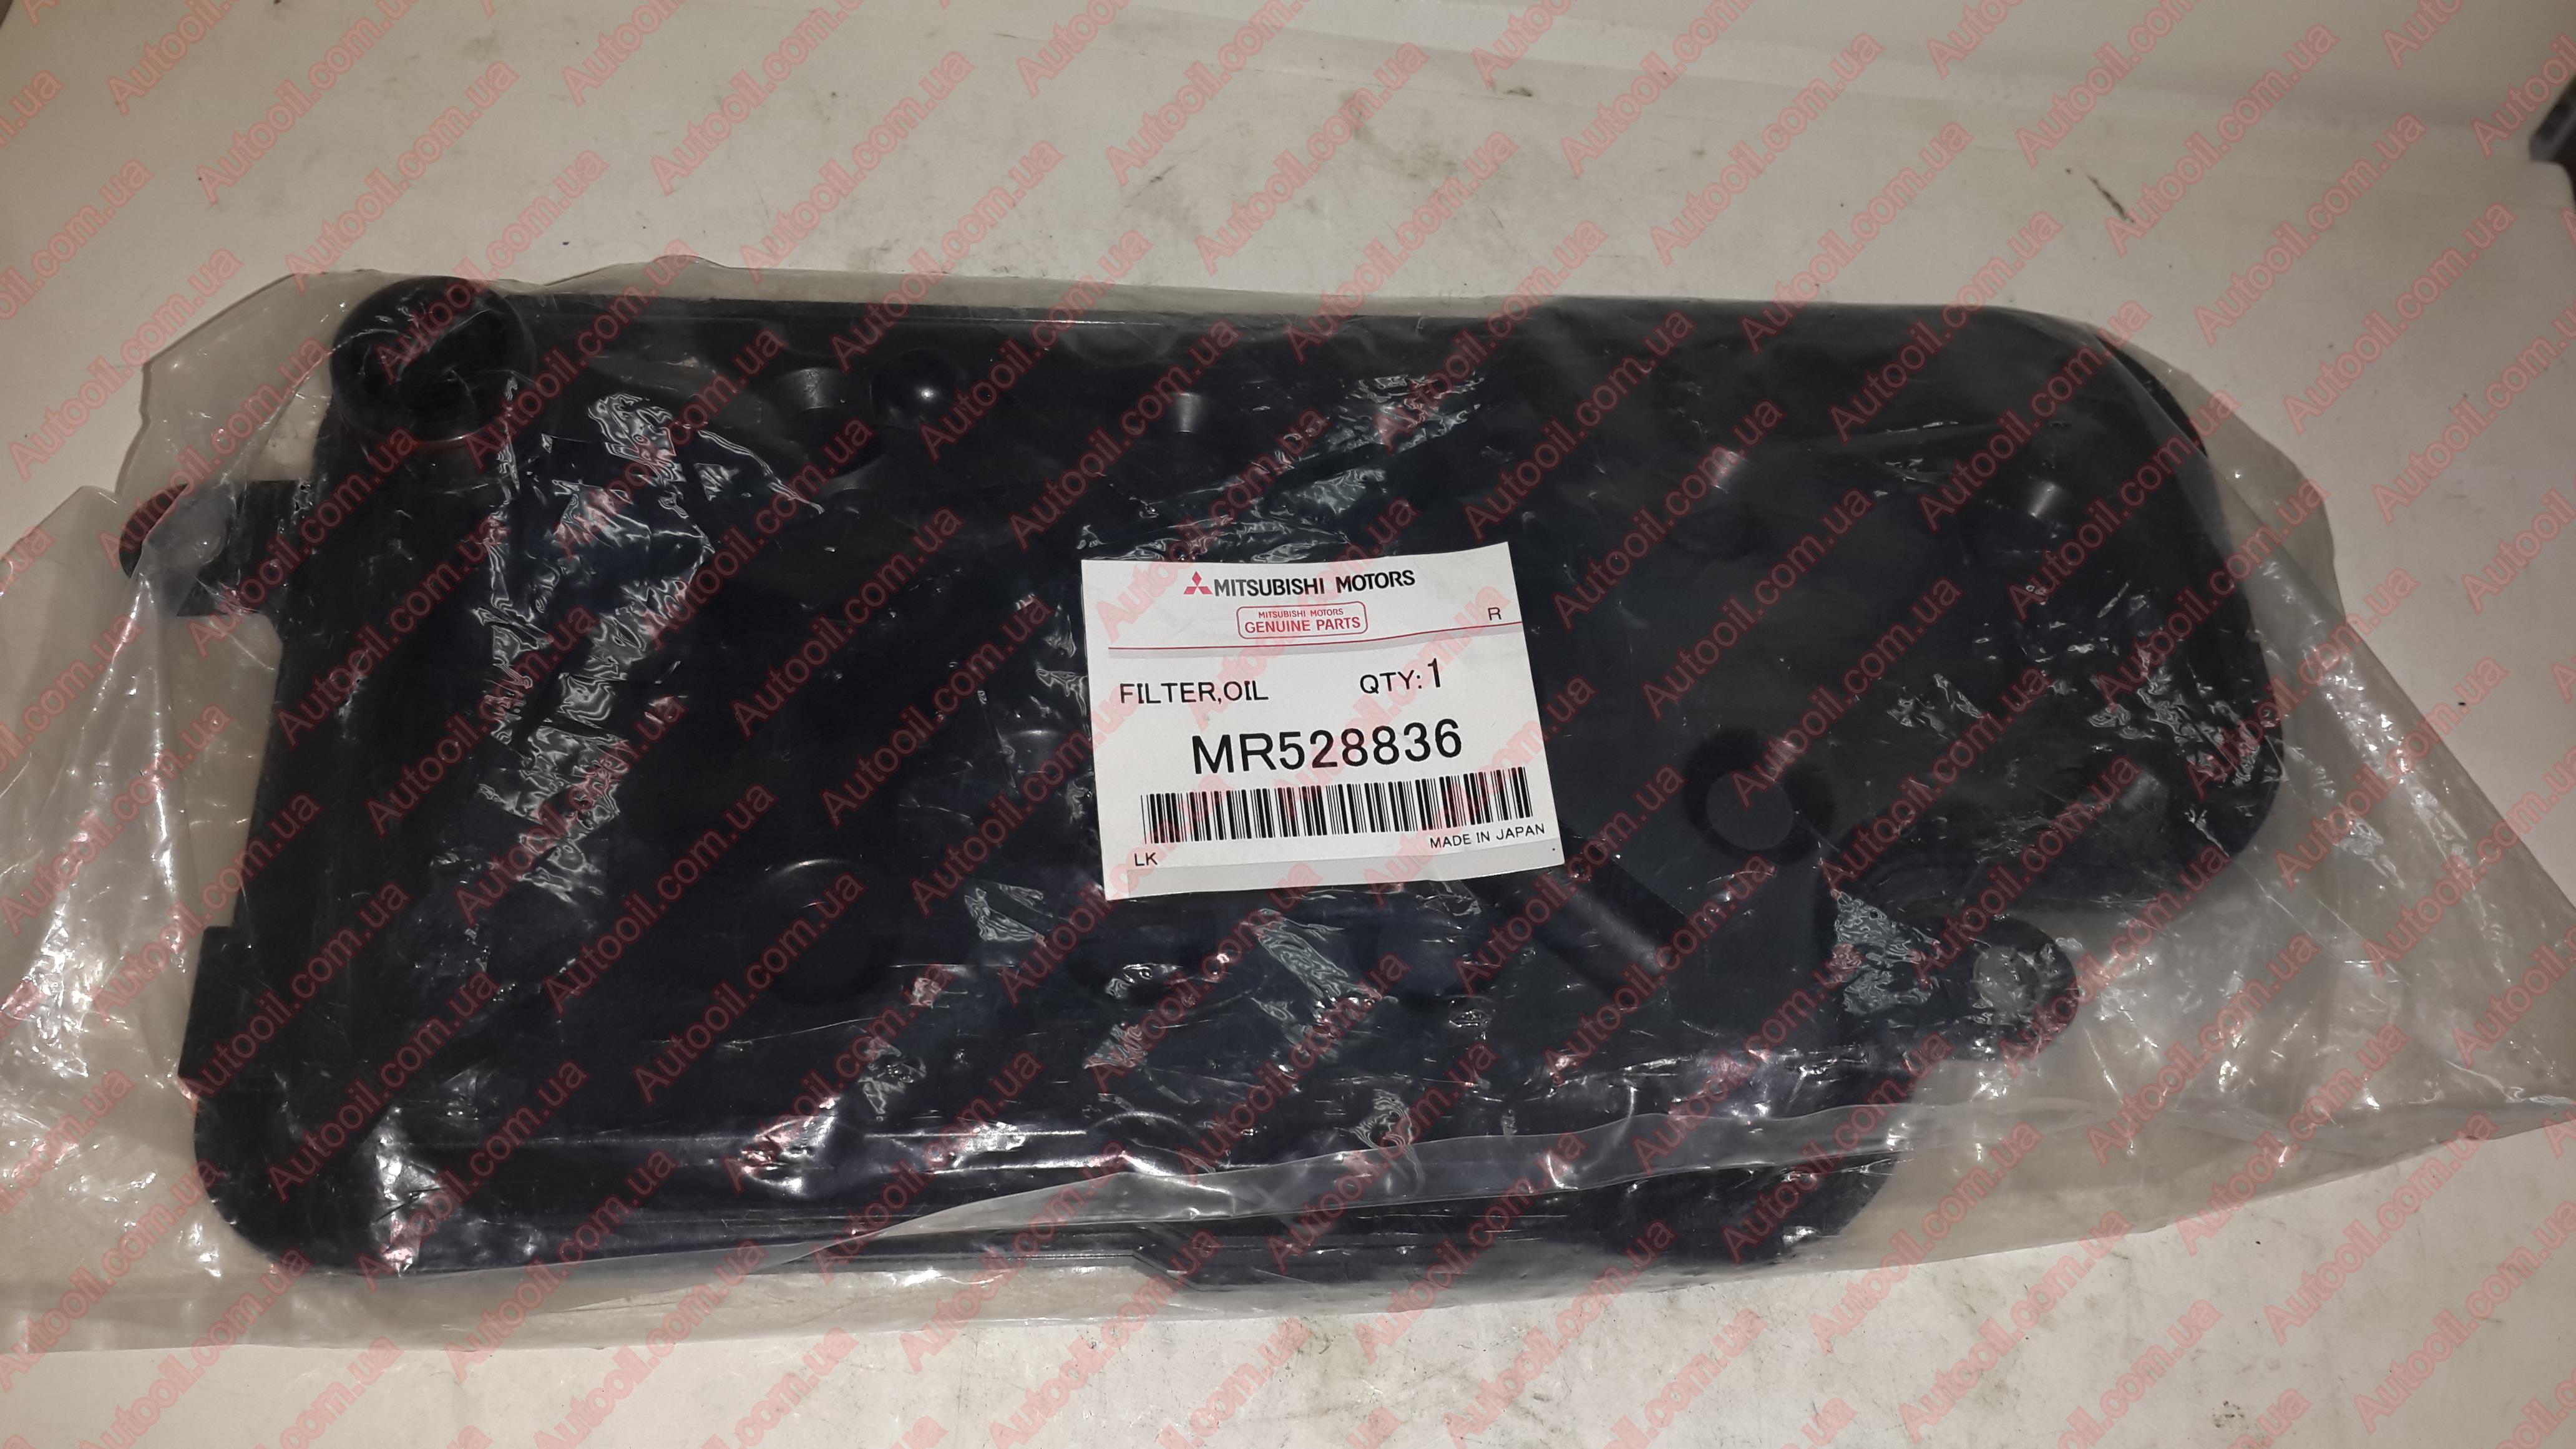 MITSUBISHI MOTORS
MITSUBISHI MOTORS
GENUINE PARTS
R
FILTER,OIL QTY:1
MR528836
MADE IN JAPAN
LK
Autooil.com.ua